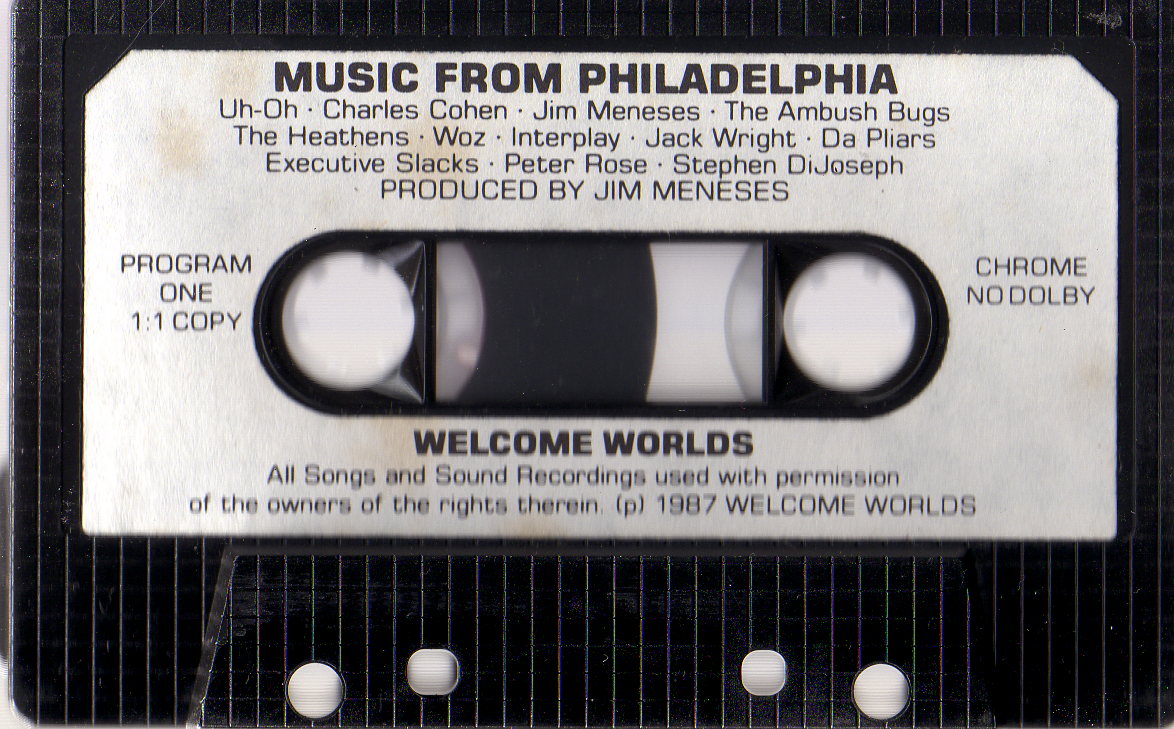 MUSIC FROM PHILADELPHIA
Uh-Oh · Charles Cohen · Jim Meneses · The Ambush Bugs
The Heathens · Woz · Interplay · Jack Wright · Da Pliars
Executive Slacks · Peter Rose · Stephen DiJoseph
PRODUCED BY JIM MENESES
PROGRAM
ONE
1:1 COPY
CHROME
NO DOLBY
WELCOME WORLDS
All Songs and Sound Recordings used with permission
of the owners of the rights therein. (p) 1987 WELCOME WORLDS